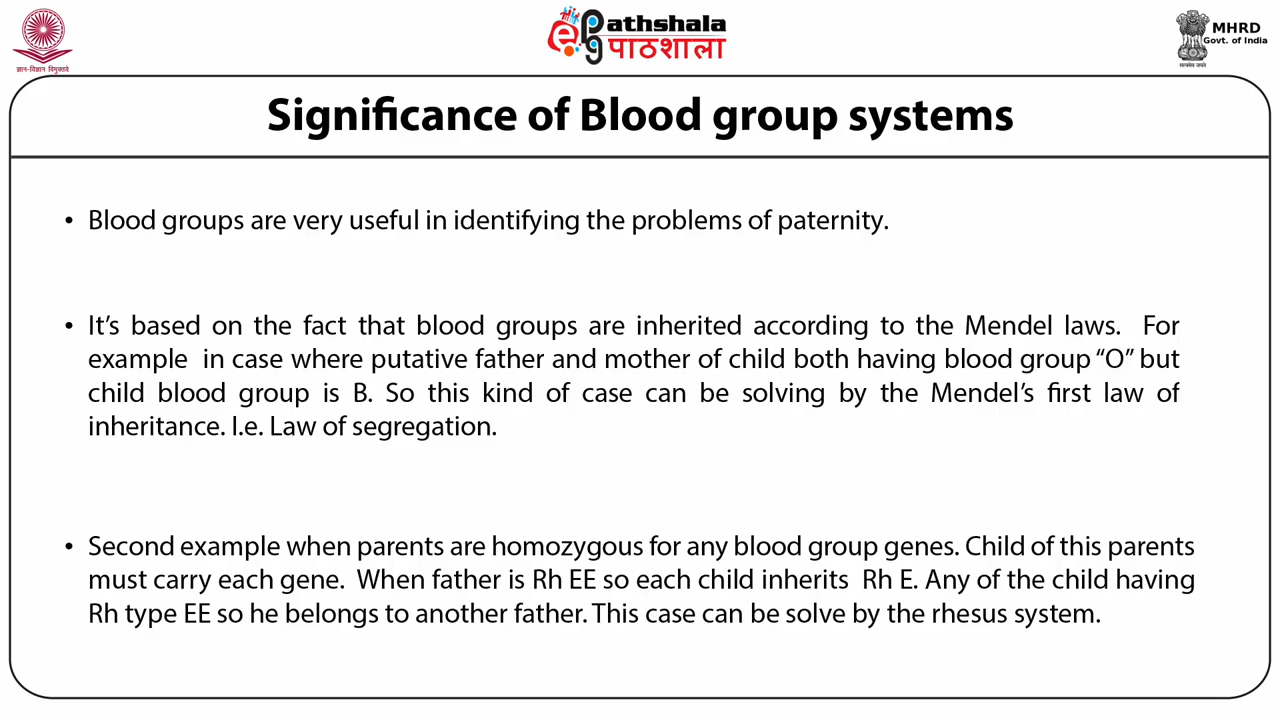 ज्ञान-विज्ञान विमुक्तये
ePG Pathshala
पाठशाला
MHRD
Govt. of India
सत्यमेव जयते
Significance of Blood group systems
• Blood groups are very useful in identifying the problems of paternity.
• It's based on the fact that blood groups are inherited according to the Mendel laws. For
example in case where putative father and mother of child both having blood group “O” but
child blood group is B. So this kind of case can be solving by the Mendel's first law of
inheritance. I.e. Law of segregation.
• Second example when parents are homozygous for any blood group genes. Child of this parents
must carry each gene. When father is Rh EE so each child inherits Rh E. Any of the child having
Rh type EE so he belongs to another father. This case can be solve by the rhesus system.